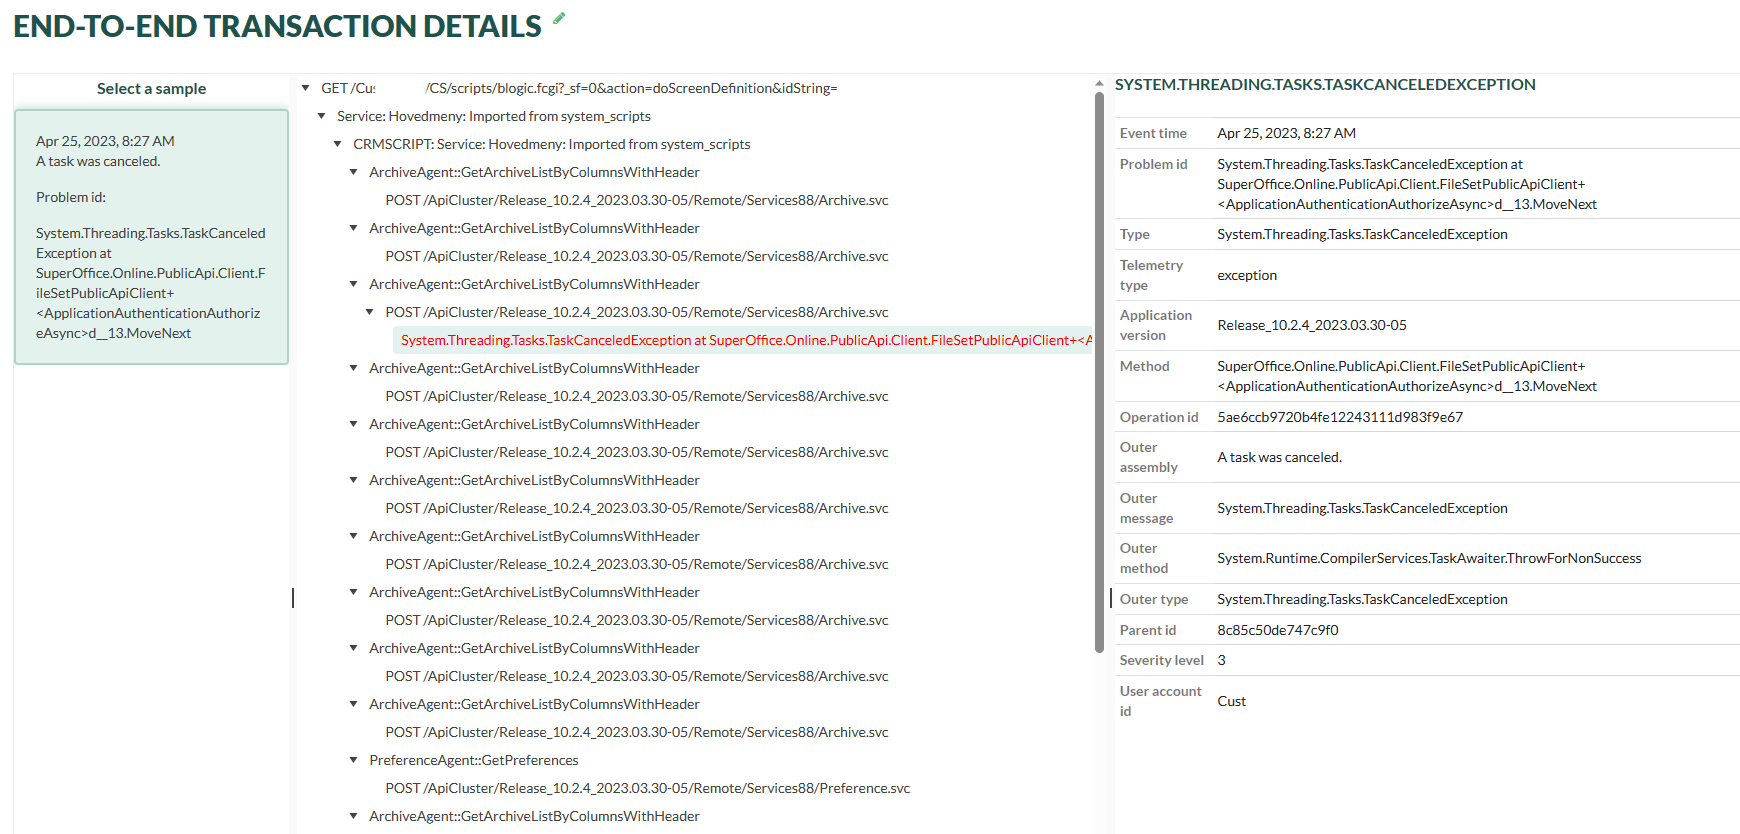 END-TO-END TRANSACTION DETAILS
Select a sample
Apr 25, 2023, 8:27 AM
A task was canceled.
Problem id:
System.Threading.Tasks.TaskCanceled
Exception at
SuperOffice.Online.PublicApi.Client.F
ileSetPublicApiClient+
<ApplicationAuthenticationAuthoriz
eAsync>d__13.MoveNext
GET /Cus /CS/scripts/blogic.fcgi?_sf=0&action=doScreenDefinition&idString=
Service: Hovedmeny: Imported from system_scripts
CRMSCRIPT: Service: Hovedmeny: Imported from system_scripts
ArchiveAgent::GetArchiveListByColumnsWithHeader
POST /ApiCluster/Release_10.2.4_2023.03.30-05/Remote/Services88/Archive.svc
ArchiveAgent::GetArchiveListByColumnsWithHeader
POST /ApiCluster/Release_10.2.4_2023.03.30-05/Remote/Services88/Archive.svc
ArchiveAgent::GetArchiveListByColumnsWithHeader
POST /ApiCluster/Release_10.2.4_2023.03.30-05/Remote/Services88/Archive.svc
System.Threading.Tasks.TaskCanceledException at SuperOffice.Online.PublicApi.Client.FileSetPublicApiClient+<A
ArchiveAgent::GetArchiveListByColumnsWithHeader
POST /ApiCluster/Release_10.2.4_2023.03.30-05/Remote/Services88/Archive.svc
ArchiveAgent::GetArchiveListByColumnsWithHeader
POST /ApiCluster/Release_10.2.4_2023.03.30-05/Remote/Services88/Archive.svc
ArchiveAgent::GetArchiveListByColumnsWithHeader
POST /ApiCluster/Release_10.2.4_2023.03.30-05/Remote/Services88/Archive.svc
ArchiveAgent::GetArchiveListByColumnsWithHeader
POST /ApiCluster/Release_10.2.4_2023.03.30-05/Remote/Services88/Archive.svc
ArchiveAgent::GetArchiveListByColumnsWithHeader
POST /ApiCluster/Release_10.2.4_2023.03.30-05/Remote/Services88/Archive.svc
ArchiveAgent::GetArchiveListByColumnsWithHeader
POST /ApiCluster/Release_10.2.4_2023.03.30-05/Remote/Services88/Archive.svc
ArchiveAgent::GetArchiveListByColumnsWithHeader
POST /ApiCluster/Release_10.2.4_2023.03.30-05/Remote/Services88/Archive.svc
PreferenceAgent::GetPreferences
POST /ApiCluster/Release_10.2.4_2023.03.30-05/Remote/Services88/Preference.svc
ArchiveAgent::GetArchiveListByColumnsWithHeader
SYSTEM.THREADING.TASKS.TASKCANCELEDEXCEPTION
Event time Apr 25, 2023, 8:27 AM
Problem id System.Threading.Tasks.TaskCanceledException at
SuperOffice.Online.PublicApi.Client.FileSetPublicApiClient+
<ApplicationAuthenticationAuthorizeAsync>d__13.MoveNext
Type System.Threading.Tasks.TaskCanceledException
Telemetry
type exception
Application
version Release_10.2.4_2023.03.30-05
Method SuperOffice.Online.PublicApi.Client.FileSetPublicApiClient+
<ApplicationAuthenticationAuthorizeAsync>d__13.MoveNext
Operation id 5ae6ccb9720b4fe12243111d983f9e67
Outer
assembly A task was canceled.
Outer
message System.Threading.Tasks.TaskCanceledException
Outer
method System.Runtime.CompilerServices.TaskAwaiter.ThrowForNonSuccess
Outer type System.Threading.Tasks.TaskCanceledException
Parent id 8c85c50de747c9f0
Severity level 3
User account
id Cust